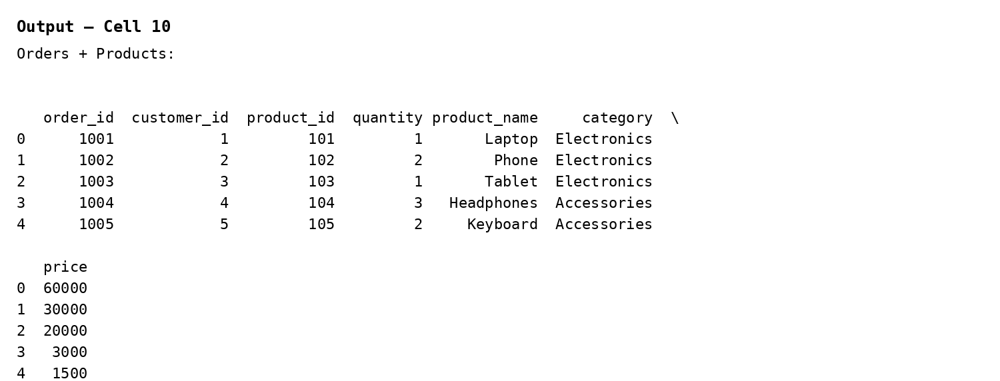 Output — Cell 10
Orders + Products:
   order_id  customer_id  product_id  quantity product_name     category  \
0      1001            1         101         1       Laptop  Electronics
1      1002            2         102         2        Phone  Electronics
2      1003            3         103         1       Tablet  Electronics
3      1004            4         104         3   Headphones  Accessories
4      1005            5         105         2     Keyboard  Accessories
   price
0  60000
1  30000
2  20000
3   3000
4   1500